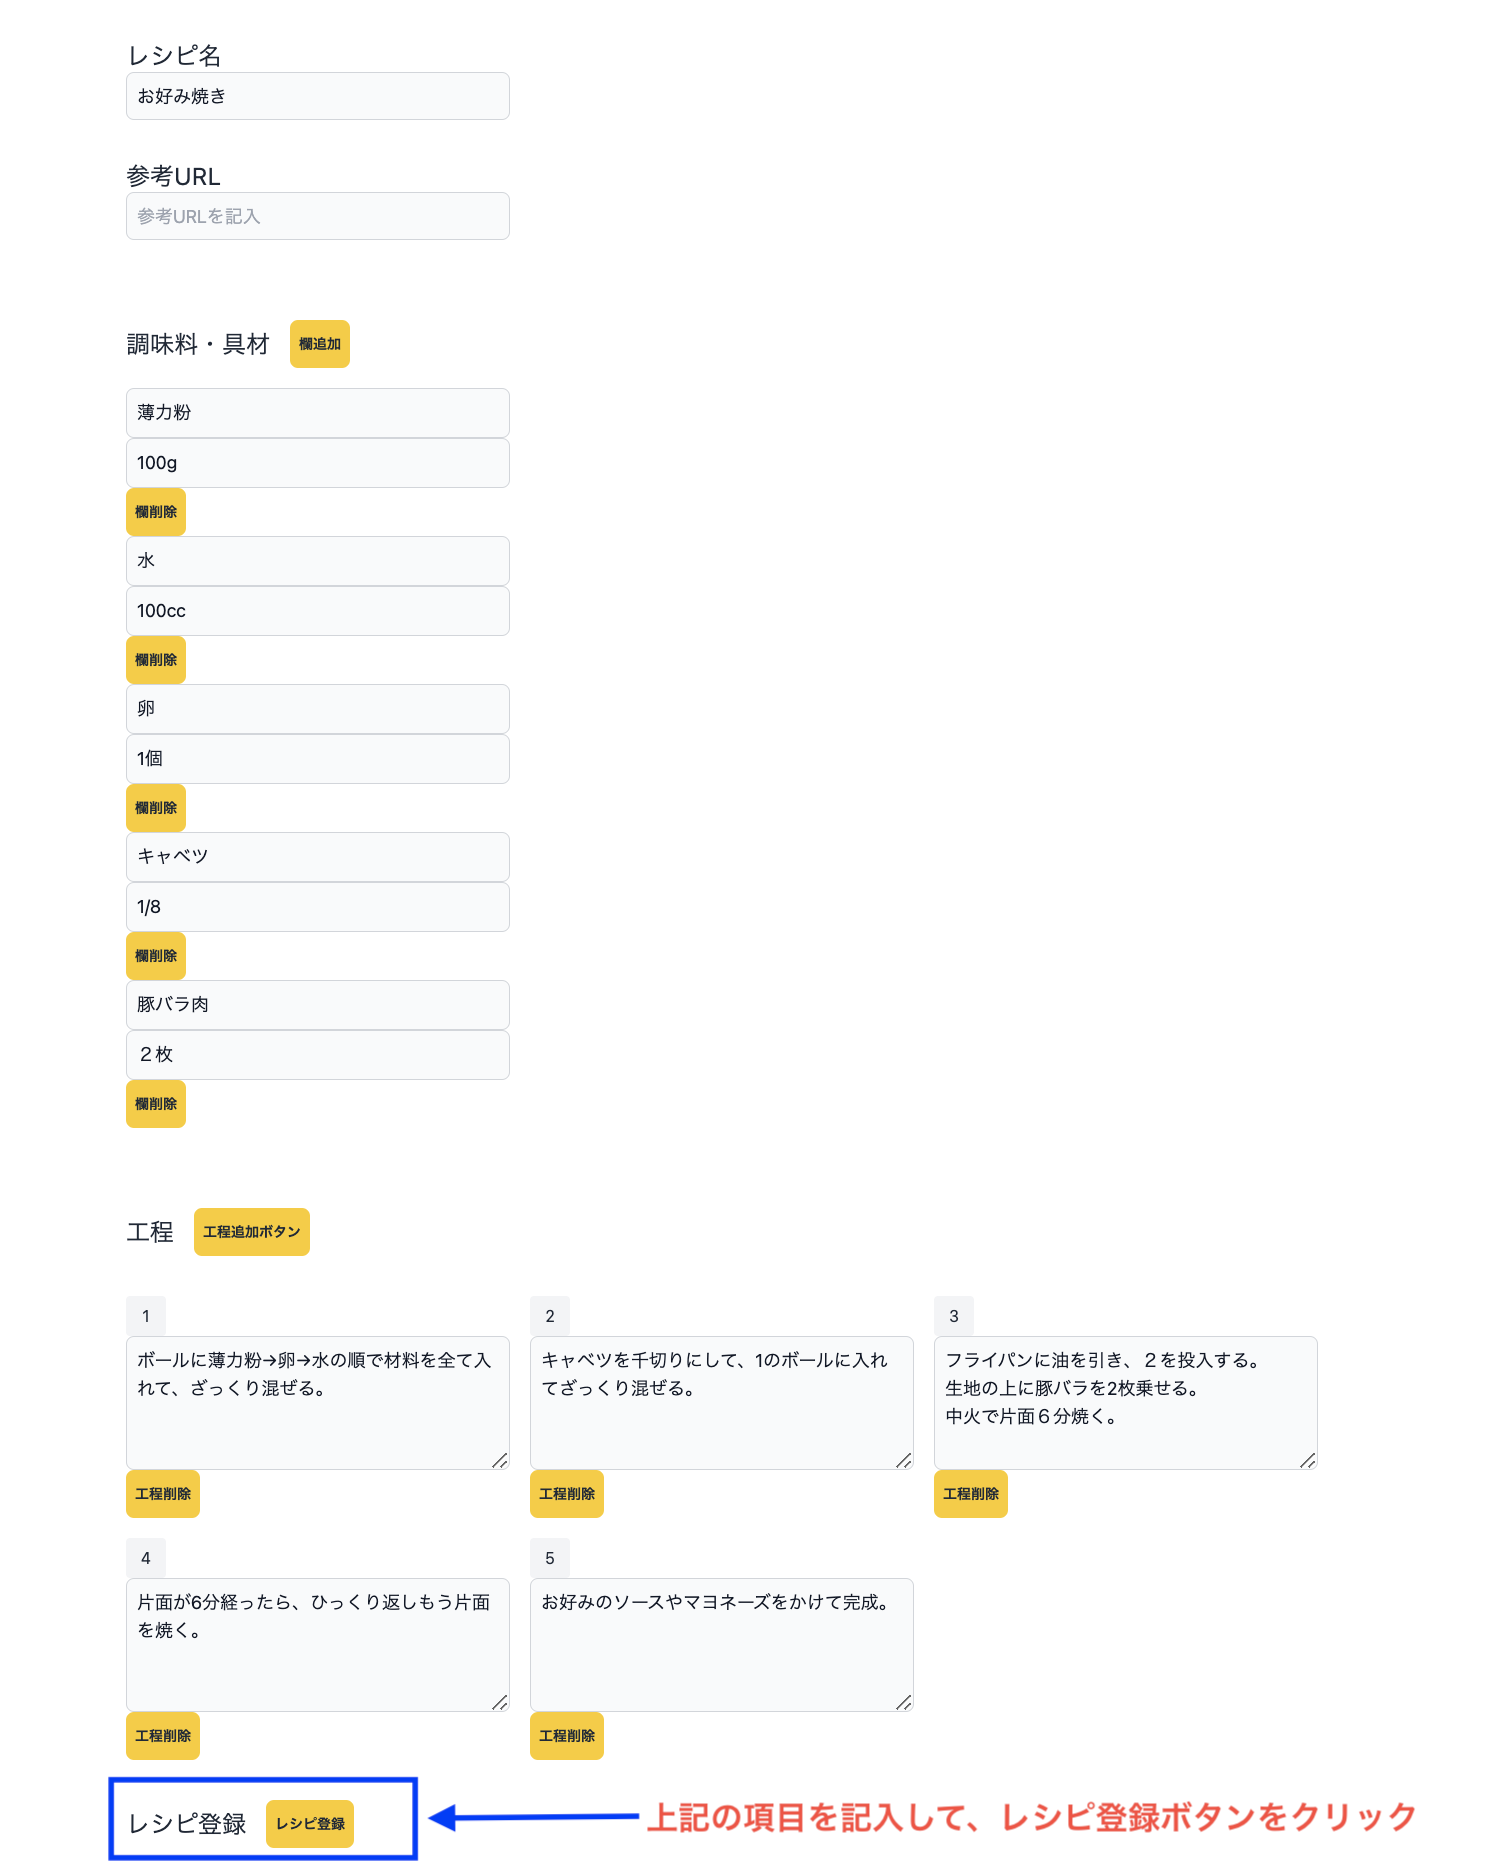 レシピ名
お好み焼き
参考URL
参考URLを記入
調味料・具材 欄追加
薄力粉
100g
欄削除
水
100cc
欄削除
卵
1個
欄削除
キャベツ
1/8
欄削除
豚バラ肉
２枚
欄削除
工程 工程追加ボタン
1
ボールに薄力粉→卵→水の順で材料を全て入
れて、ざっくり混ぜる。
工程削除
2
キャベツを千切りにして、1のボールに入れ
てざっくり混ぜる。
工程削除
3
フライパンに油を引き、２を投入する。
生地の上に豚バラを2枚乗せる。
中火で片面６分焼く。
工程削除
4
片面が6分経ったら、ひっくり返しもう片面
を焼く。
工程削除
5
お好みのソースやマヨネーズをかけて完成。
工程削除
レシピ登録 レシピ登録
上記の項目を記入して、レシピ登録ボタンをクリック